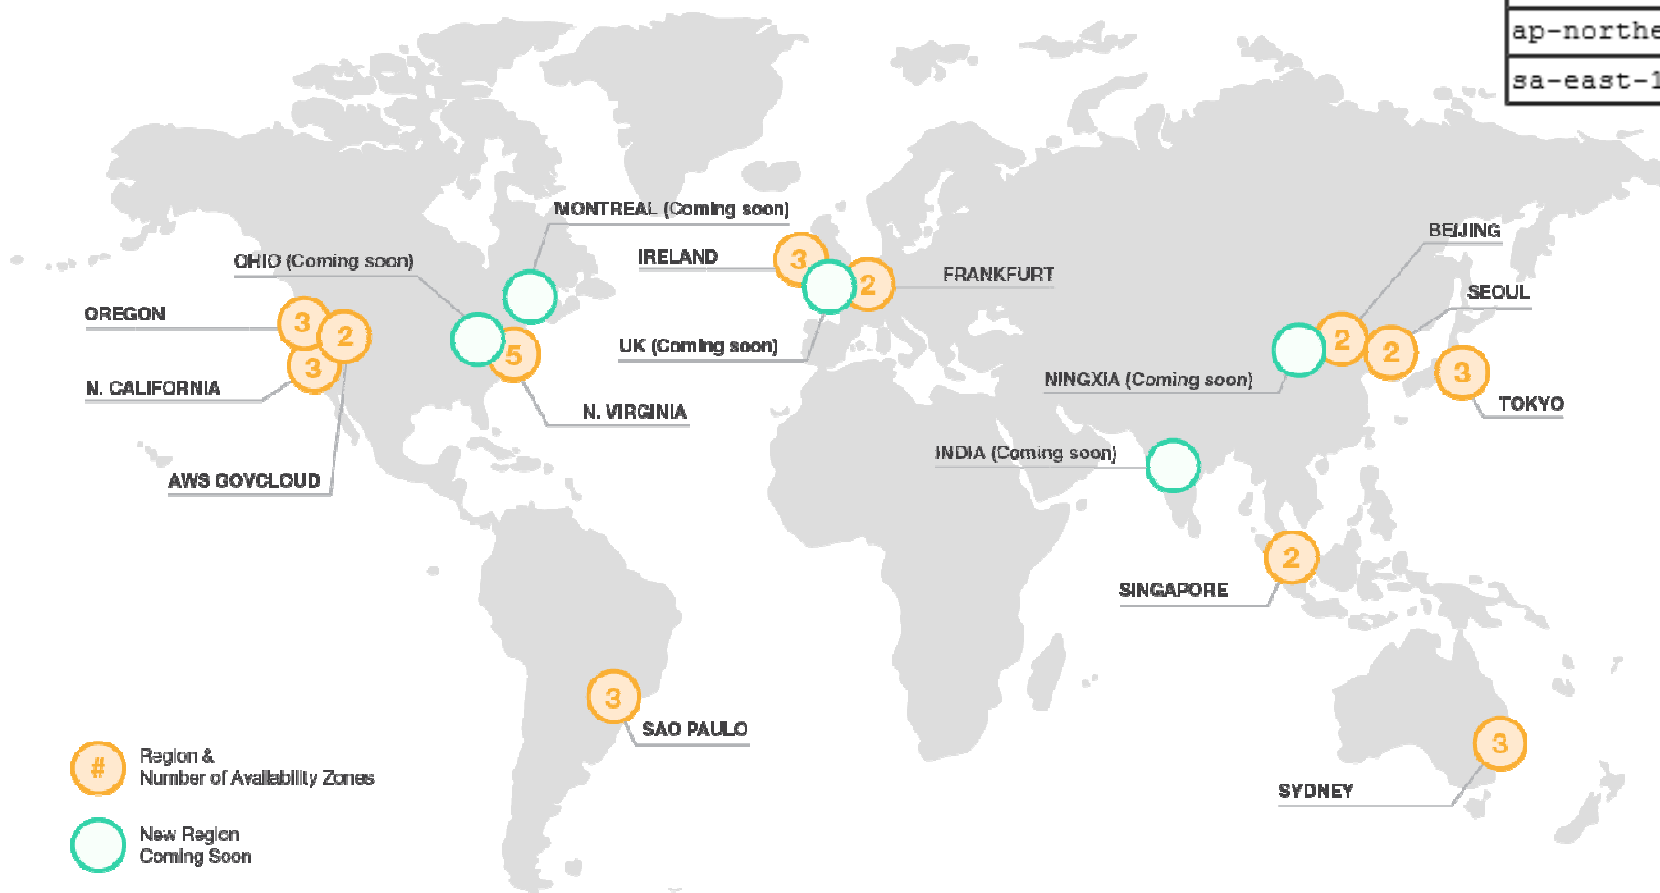 ap-northe
sa-east-1
MONTREAL (Coming soon)
BEIJING
IRELAND
OHIO (Coming soon)
FRANKFURT
SEOUL
3
2
OREGON
3
2
5
3
UK (Coming soon)
2
2
3
NINGXIA (Coming soon)
N. CALIFORNIA
TOKYO
N. VIRGINIA
INDIA (Coming soon)
AWS GOVCLOUD
2
SINGAPORE
3
SAO PAULO
3
SYDNEY
#
Region &
Number of Availability Zones
New Region
Coming Soon